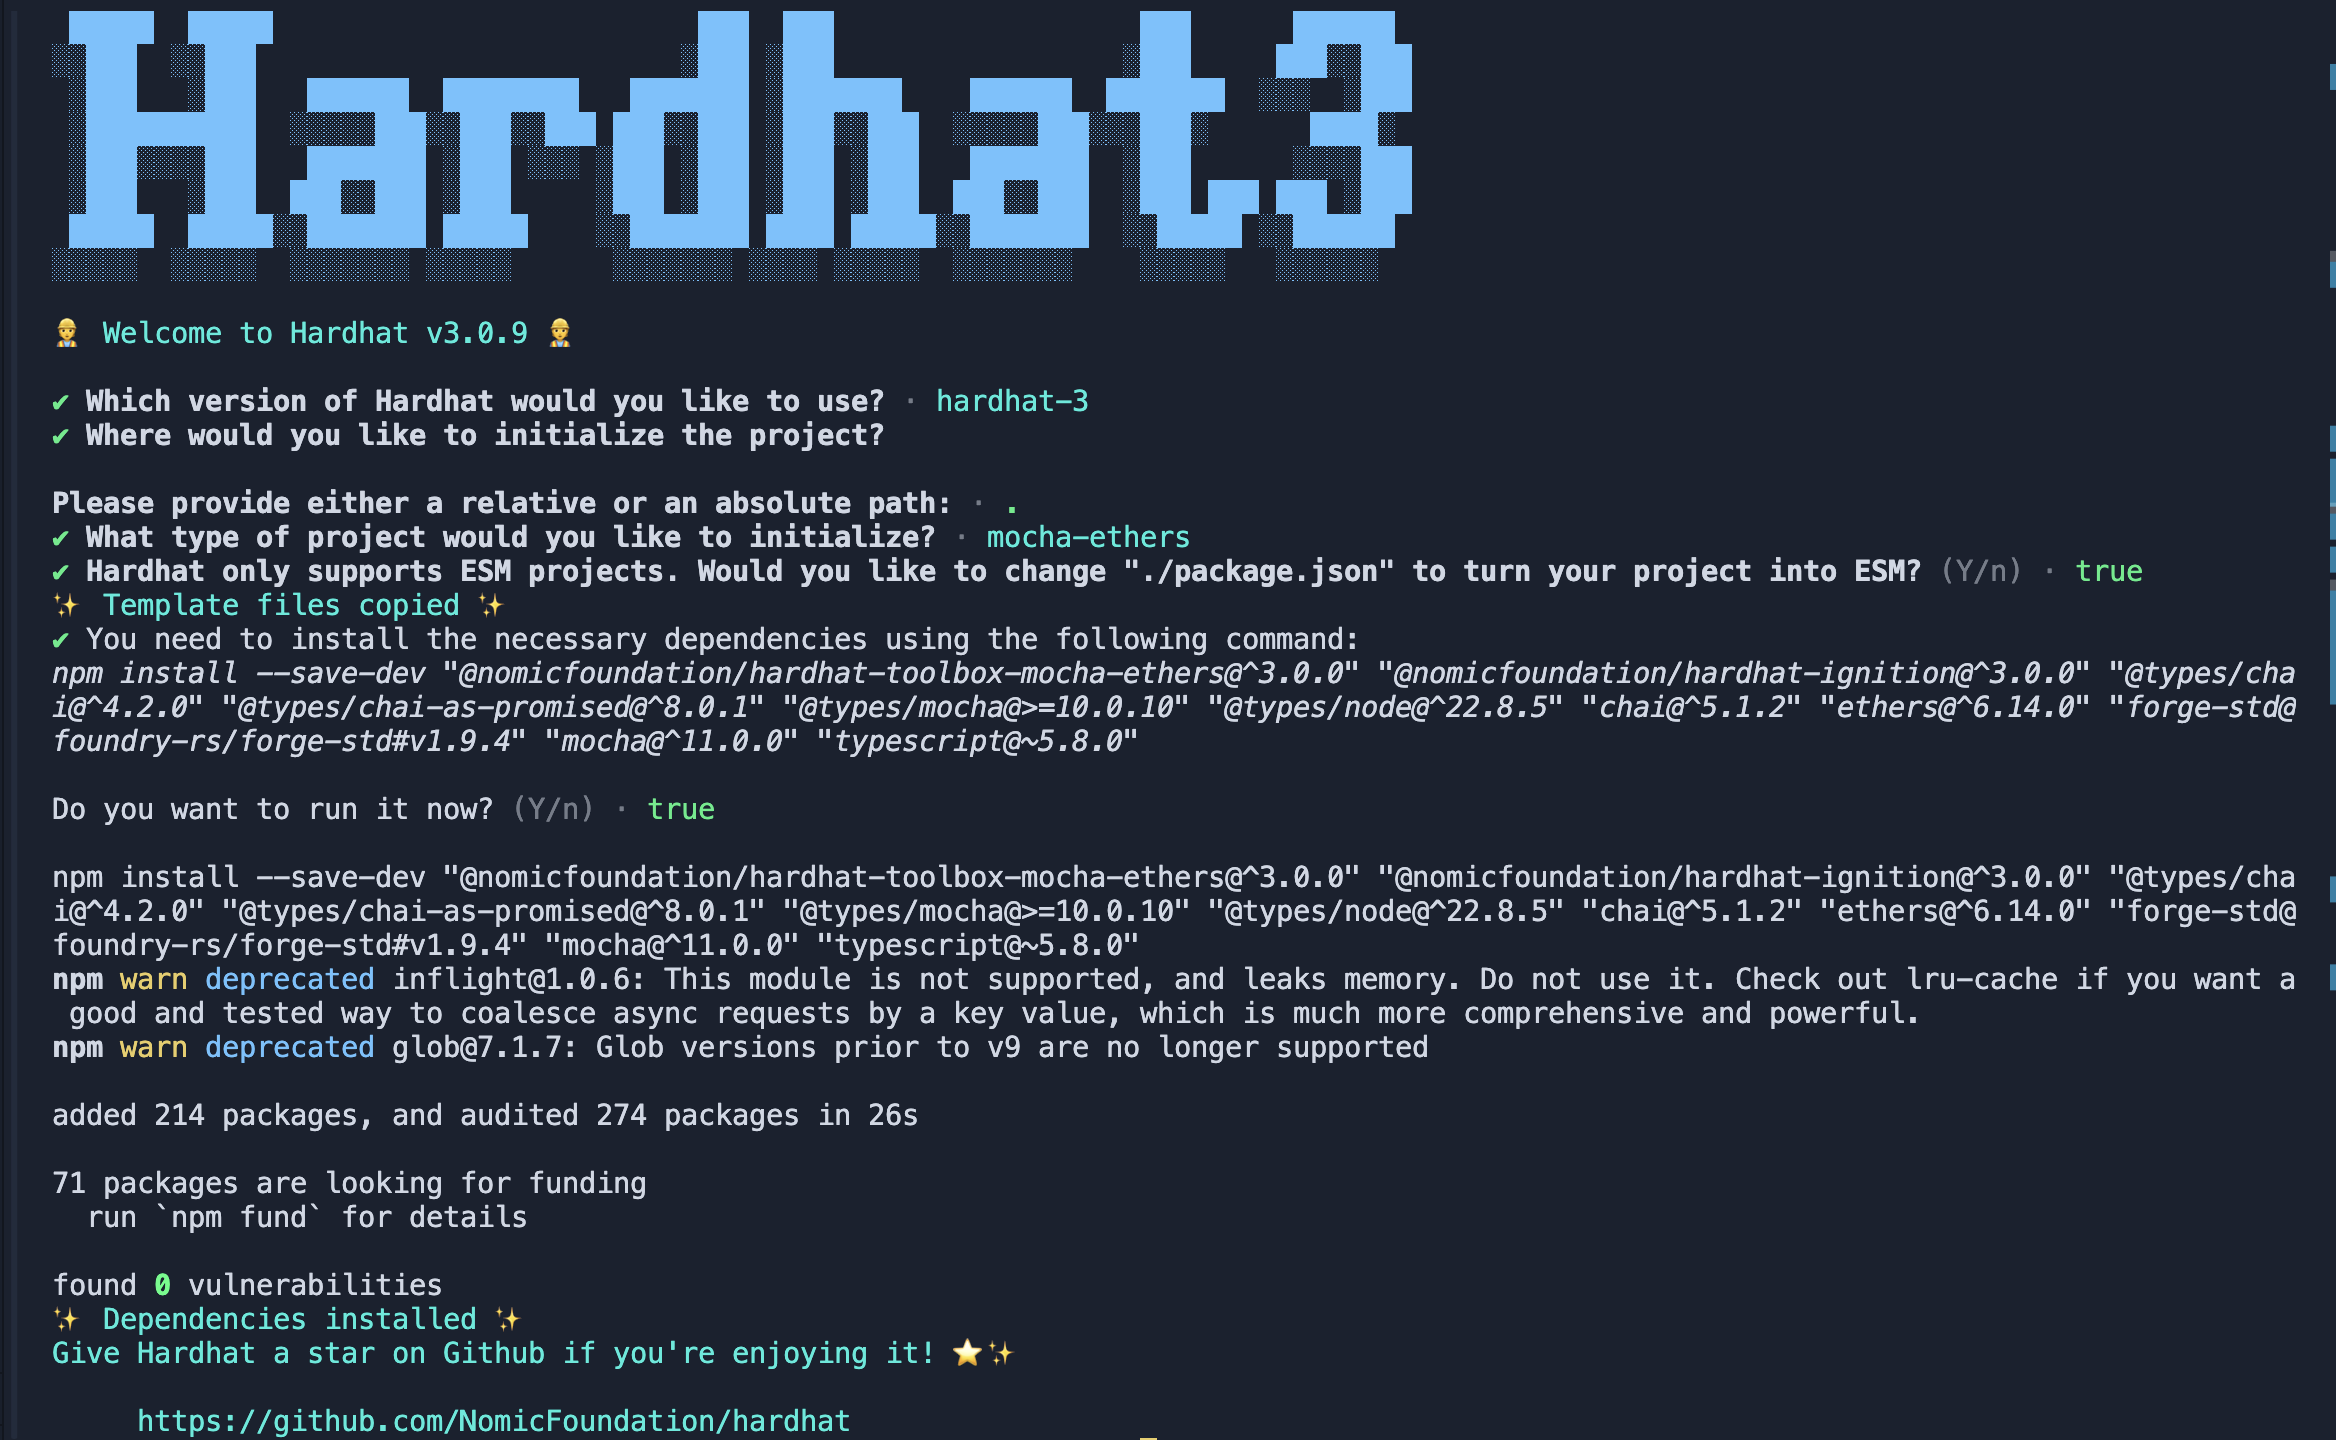 Hardhat 3
👷 Welcome to Hardhat v3.0.9 👷
✔ Which version of Hardhat would you like to use? · hardhat-3
✔ Where would you like to initialize the project?
Please provide either a relative or an absolute path: · .
✔ What type of project would you like to initialize? · mocha-ethers
✔ Hardhat only supports ESM projects. Would you like to change "./package.json" to turn your project into ESM? (Y/n) · true
✨ Template files copied ✨
✔ You need to install the necessary dependencies using the following command:
npm install --save-dev "@nomicfoundation/hardhat-toolbox-mocha-ethers@^3.0.0" "@nomicfoundation/hardhat-ignition@^3.0.0" "@types/cha
i@^4.2.0" "@types/chai-as-promised@^8.0.1" "@types/mocha@>=10.0.10" "@types/node@^22.8.5" "chai@^5.1.2" "ethers@^6.14.0" "forge-std@
foundry-rs/forge-std#v1.9.4" "mocha@^11.0.0" "typescript@~5.8.0"
Do you want to run it now? (Y/n) · true
npm install --save-dev "@nomicfoundation/hardhat-toolbox-mocha-ethers@^3.0.0" "@nomicfoundation/hardhat-ignition@^3.0.0" "@types/cha
i@^4.2.0" "@types/chai-as-promised@^8.0.1" "@types/mocha@>=10.0.10" "@types/node@^22.8.5" "chai@^5.1.2" "ethers@^6.14.0" "forge-std@
foundry-rs/forge-std#v1.9.4" "mocha@^11.0.0" "typescript@~5.8.0"
npm warn deprecated inflight@1.0.6: This module is not supported, and leaks memory. Do not use it. Check out lru-cache if you want a
good and tested way to coalesce async requests by a key value, which is much more comprehensive and powerful.
npm warn deprecated glob@7.1.7: Glob versions prior to v9 are no longer supported
added 214 packages, and audited 274 packages in 26s
71 packages are looking for funding
run `npm fund` for details
found 0 vulnerabilities
✨ Dependencies installed ✨
Give Hardhat a star on Github if you're enjoying it! ⭐✨
https://github.com/NomicFoundation/hardhat